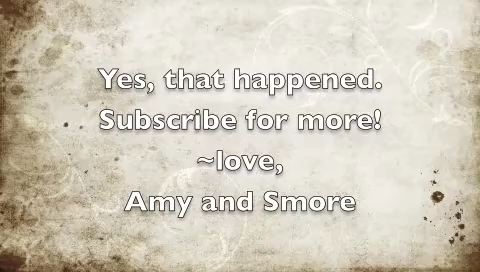 Yes, that happened.
Subscribe for more!
~love,
Amy and Smore